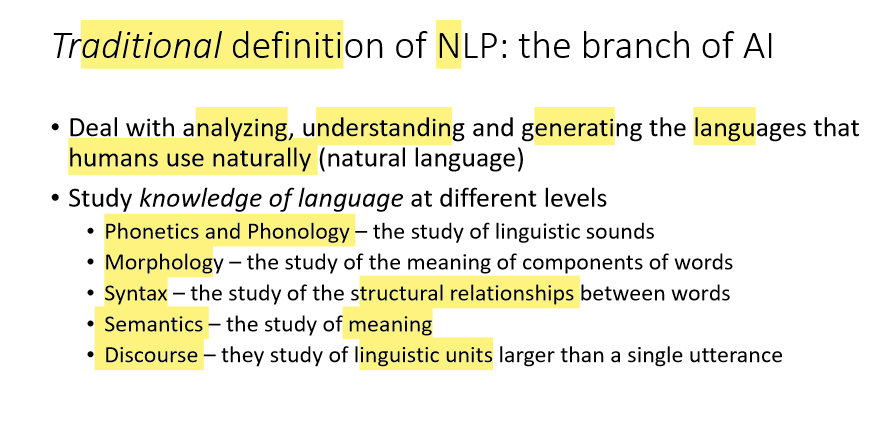 Traditional definition of NLP: the branch of AI
• Deal with analyzing, understanding and generating the languages that
humans use naturally (natural language)
• Study knowledge of language at different levels
• Phonetics and Phonology – the study of linguistic sounds
• Morphology – the study of the meaning of components of words
• Syntax – the study of the structural relationships between words
• Semantics – the study of meaning
• Discourse – they study of linguistic units larger than a single utterance